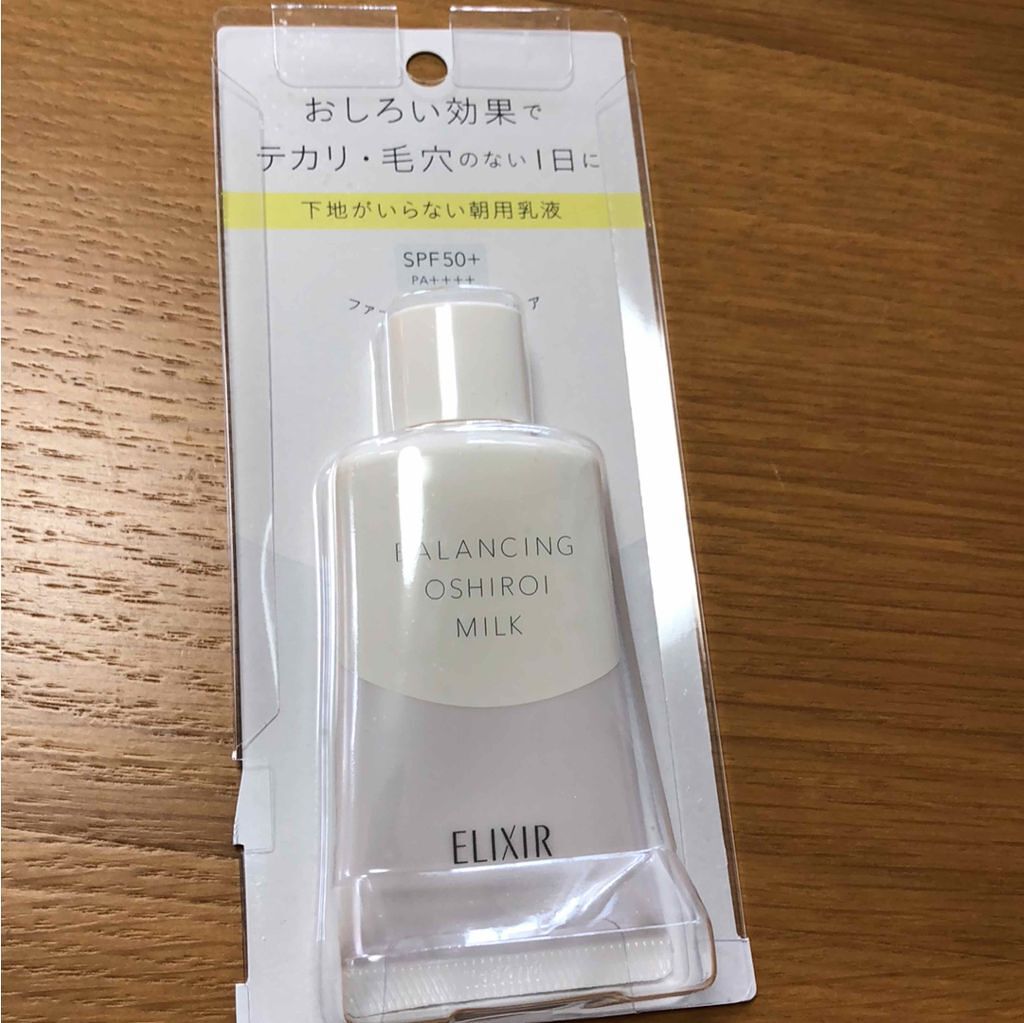 おしろい効果で
テカリ・毛穴のない1日に
下地がいらない朝用乳液
SPF50+
PA++++
BALANCING
OSHIROI
MILK
ELIXIR